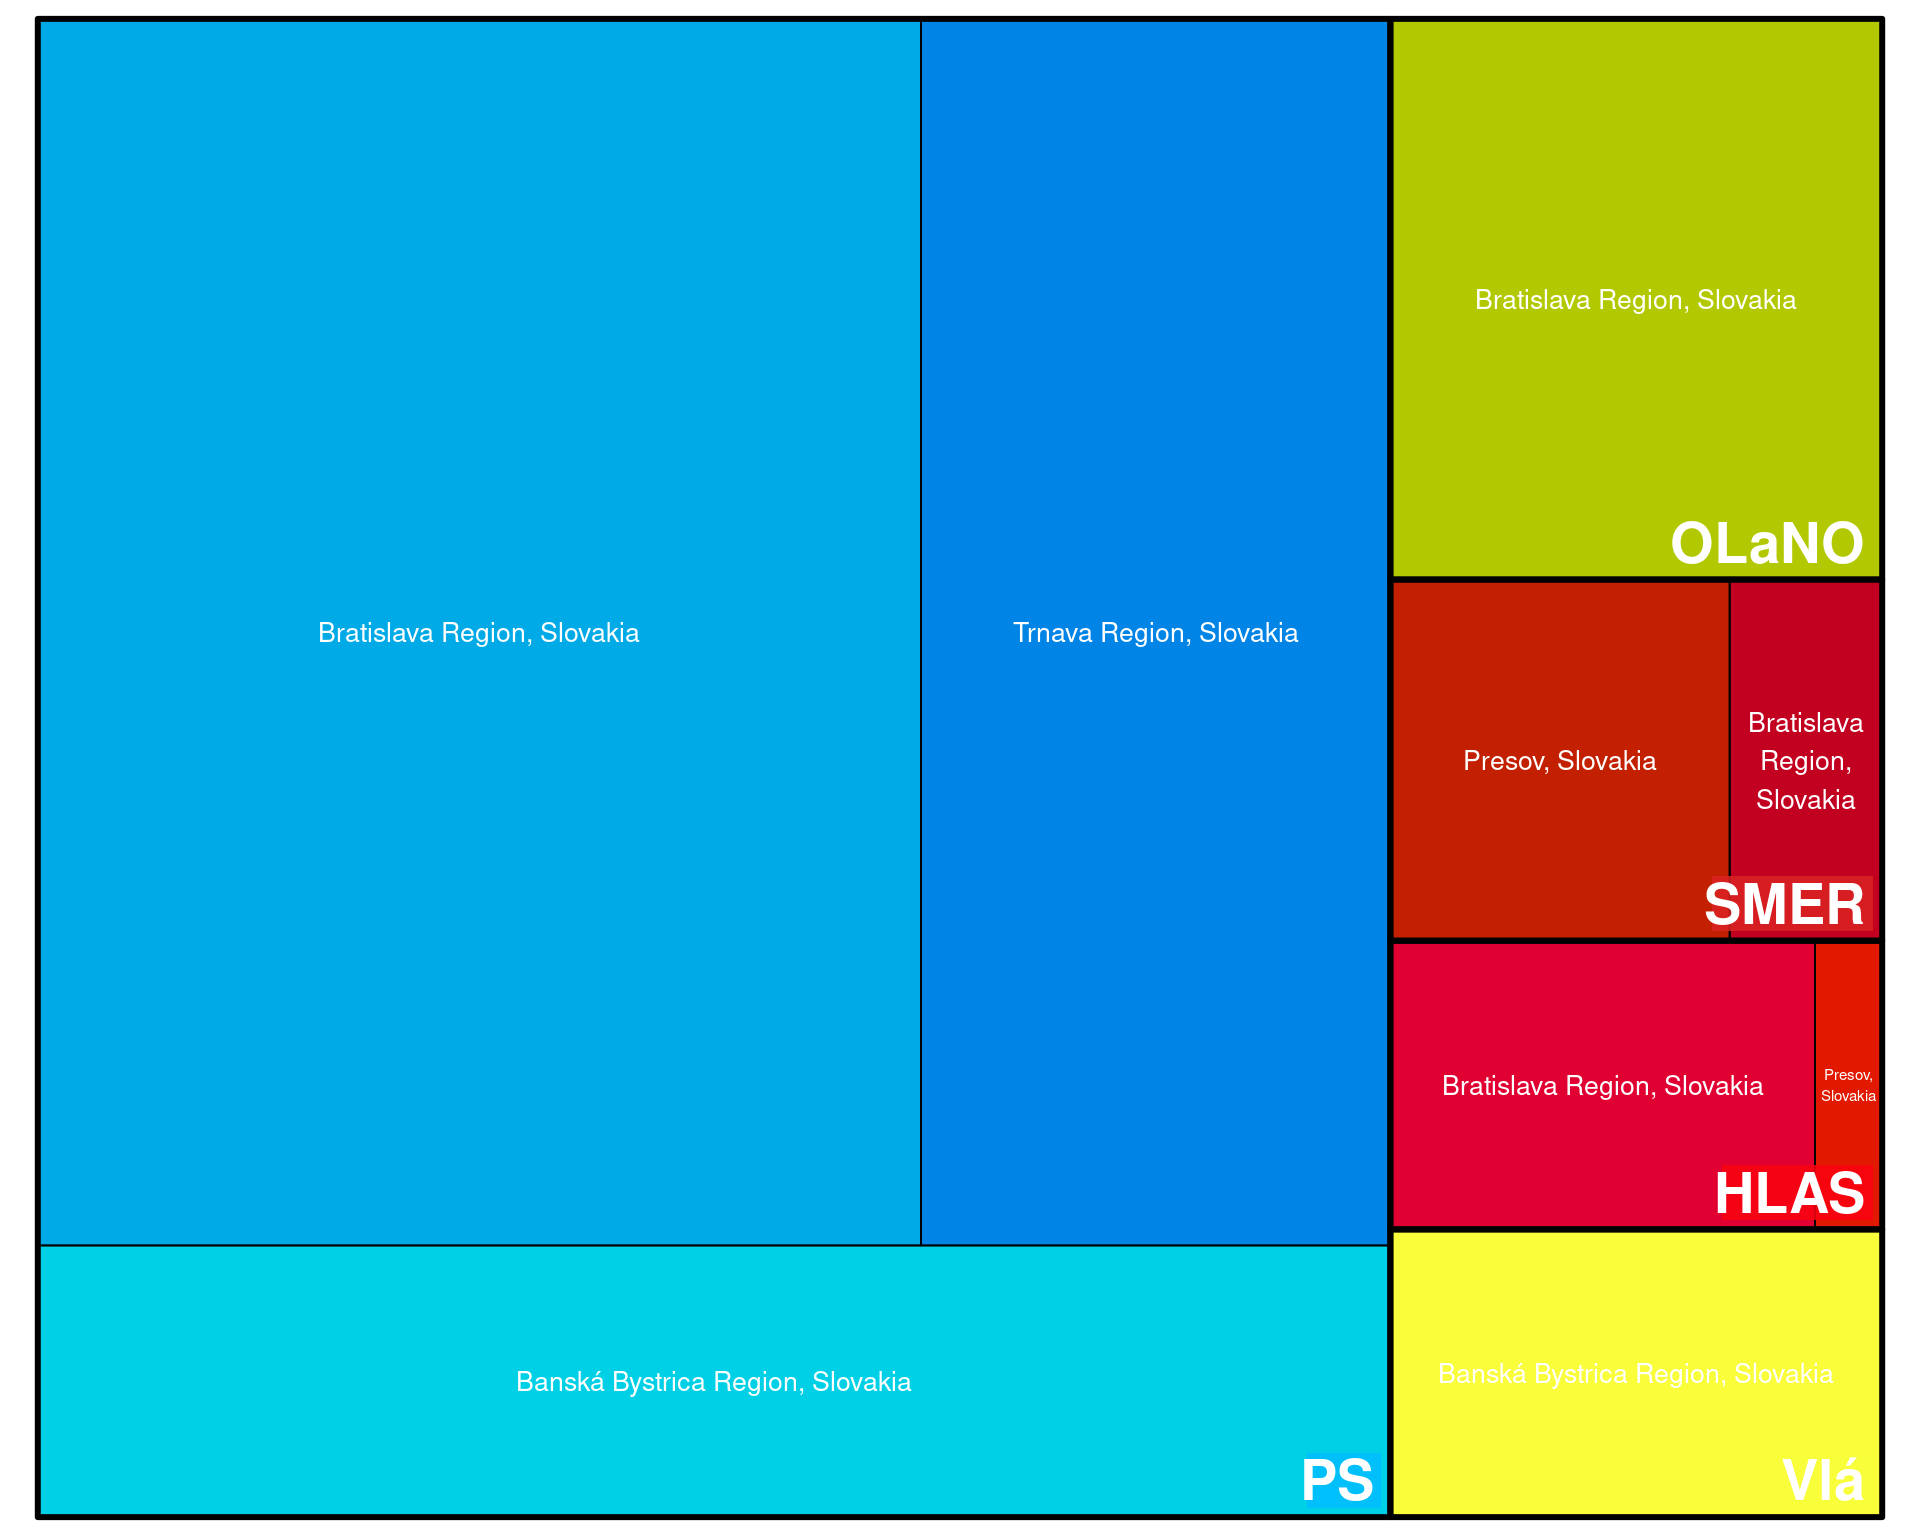 Bratislava Region, Slovakia
Trnava Region, Slovakia
Banská Bystrica Region, Slovakia
PS
Bratislava Region, Slovakia
OLaNO
Presov, Slovakia
Bratislava
Region,
Slovakia
SMER
Bratislava Region, Slovakia
Presov,
Slovakia
HLAS
Banská Bystrica Region, Slovakia
Vlá